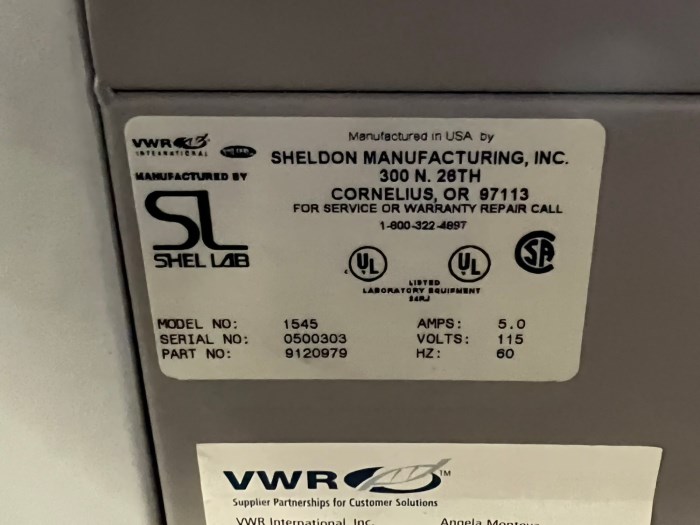 VWR
INTERNATIONAL
MANUFACTURED BY
SL
SHEL LAB
Manufactured in USA by
SHELDON MANUFACTURING, INC.
300 N. 26TH
CORNELIUS, OR 97113
FOR SERVICE OR WARRANTY REPAIR CALL
1-800-322-4897
UL UL SA
LISTED
LABORATORY EQUIPMENT
MODEL NO: 1545 AMPS: 5.0
SERIAL NO: 0500303 VOLTS: 115
PART NO: 9120979 HZ: 60
VWR TM
Supplier Partnerships for Customer Solutions
VWR International, Inc. Angela